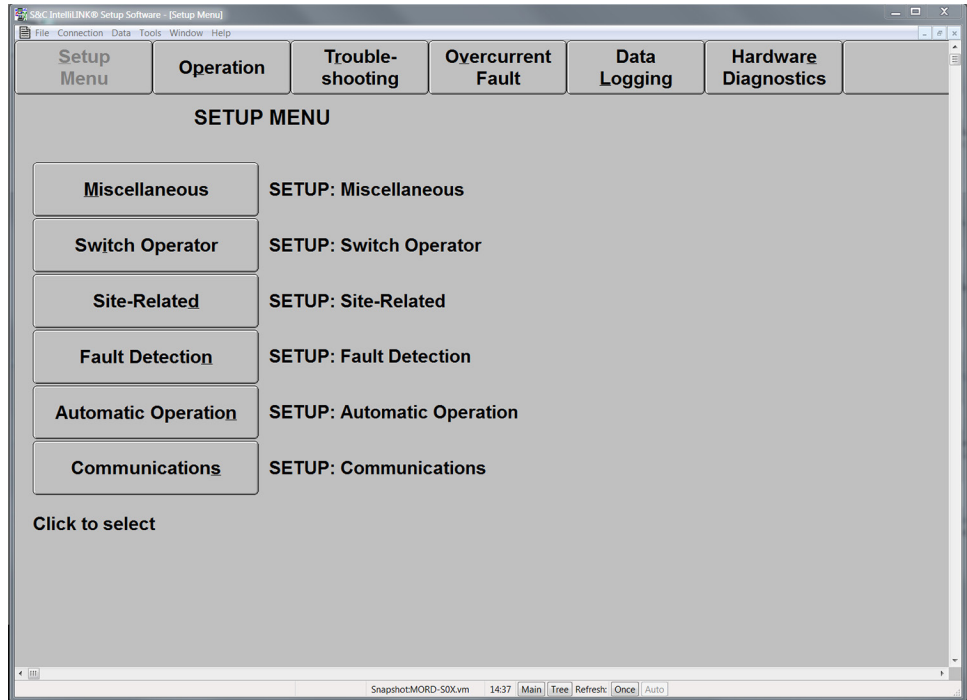 S&C IntelliLINK® Setup Software - [Setup Menu]
File Connection Data Tools Window Help
Setup Menu
Operation
Trouble-shooting
Overcurrent Fault
Data Logging
Hardware Diagnostics
SETUP MENU
Miscellaneous SETUP: Miscellaneous
Switch Operator SETUP: Switch Operator
Site-Related SETUP: Site-Related
Fault Detection SETUP: Fault Detection
Automatic Operation SETUP: Automatic Operation
Communications SETUP: Communications
Click to select
Snapshot:MORD-S0X.vm 14:37 Main Tree Refresh: Once Auto